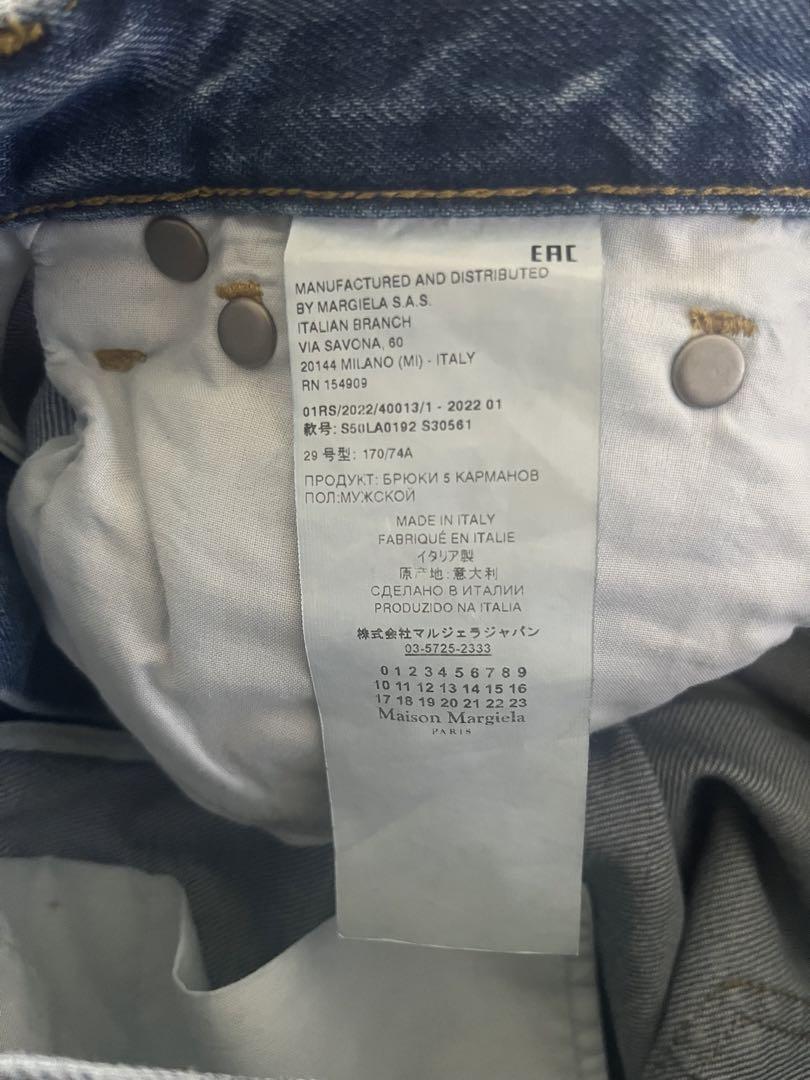 EAC
MANUFACTURED AND DISTRIBUTED
BY MARGIELA S.A.S.
ITALIAN BRANCH
VIA SAVONA, 60
20144 MILANO (MI) - ITALY
RN 154909
01RS/2022/40013/1 - 2022 01
款号: S50LA0192 S30561
29 号型: 170/74A
ПРОДУКТ: БРЮКИ 5 КАРМАНОВ
ПОЛ:МУЖСКОЙ
MADE IN ITALY
FABRIQUÉ EN ITALIE
イタリア製
原产地:意大利
СДЕЛАНО В ИТАЛИИ
PRODUZIDO NA ITALIA
株式会社マルジェラジャパン
03-5725-2333
0 1 2 3 4 5 6 7 8 9
10 11 12 13 14 15 16
17 18 19 20 21 22 23
Maison Margiela
PARIS